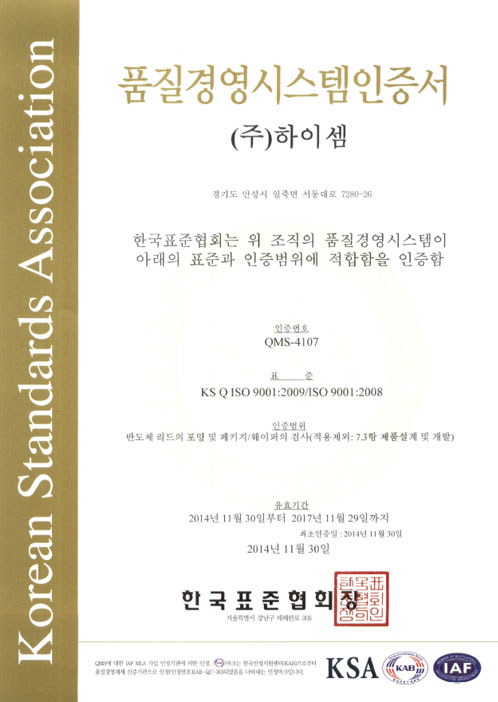 Korean Standards Association
품질경영시스템인증서
(주)하이셈
경기도 안성시 일죽면 서동대로 7280-26
한국표준협회는 위 조직의 품질경영시스템이
아래의 표준과 인증범위에 적합함을 인증함
인증번호
QMS-4107
표 준
KS Q ISO 9001:2009/ISO 9001:2008
인증범위
반도체 리드의 포밍 및 패키지/웨이퍼의 검사(적용제외: 7.3항 제품설계 및 개발)
유효기간
2014년 11월 30일부터 2017년 11월 29일까지
최초인증일 : 2014년 11월 30일
2014년 11월 30일
한국표준협회장
서울특별시 강남구 테헤란로 305
QMS에 대한 IAF MLA 가입 인정기관에 의한 인정,
마크는 한국인정지원센터(KAB)으로부터
품질경영체제 인증기관으로 인정(인정번호KAB-QC-30)되었음을 나타내는 인정마크입니다.
KSA
KAB
IAF